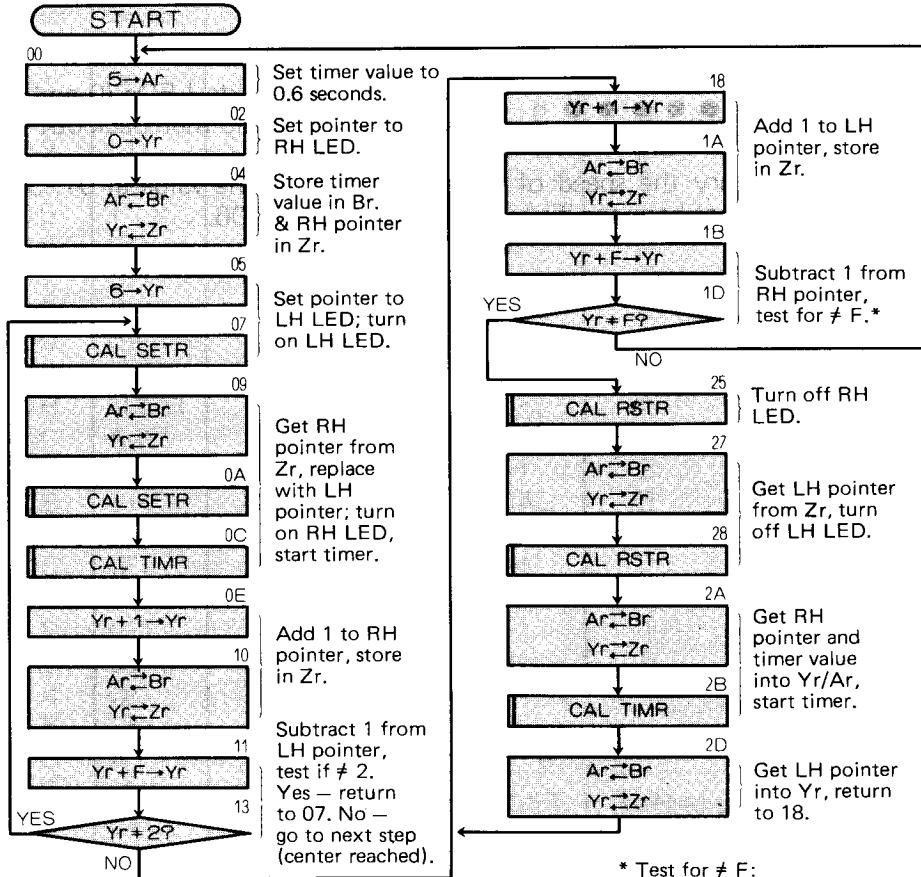 START
00
5→Ar
Set timer value to
0.6 seconds.
02
0→Yr
Set pointer to
RH LED.
04
Ar⇄Br
Yr⇄Zr
Store timer
value in Br.
& RH pointer
in Zr.
05
6→Yr
Set pointer to
LH LED; turn
on LH LED.
07
CAL SETR
09
Ar⇄Br
Yr⇄Zr
Get RH
pointer from
Zr, replace
with LH
pointer; turn
on RH LED,
start timer.
0A
CAL SETR
0C
CAL TIMR
0E
Yr + 1→Yr
Add 1 to RH
pointer, store
in Zr.
10
Ar⇄Br
Yr⇄Zr
11
Yr + F→Yr
Subtract 1 from
LH pointer,
test if ≠ 2.
Yes – return
to 07. No –
go to next step
(center reached).
13
YES
Yr ≠ 2?
NO
18
Yr + 1→Yr
Add 1 to LH
pointer, store
in Zr.
1A
Ar⇄Br
Yr⇄Zr
1B
Yr + F→Yr
Subtract 1 from
RH pointer,
test for ≠ F.*
1D
YES
Yr ≠ F?
NO
25
CAL RSTR
Turn off RH
LED.
27
Ar⇄Br
Yr⇄Zr
Get LH pointer
from Zr, turn
off LH LED.
28
CAL RSTR
2A
Ar⇄Br
Yr⇄Zr
Get RH
pointer and
timer value
into Yr/Ar,
start timer.
2B
CAL TIMR
2D
Ar⇄Br
Yr⇄Zr
Get LH pointer
into Yr, return
to 18.
* Test for ≠ F: